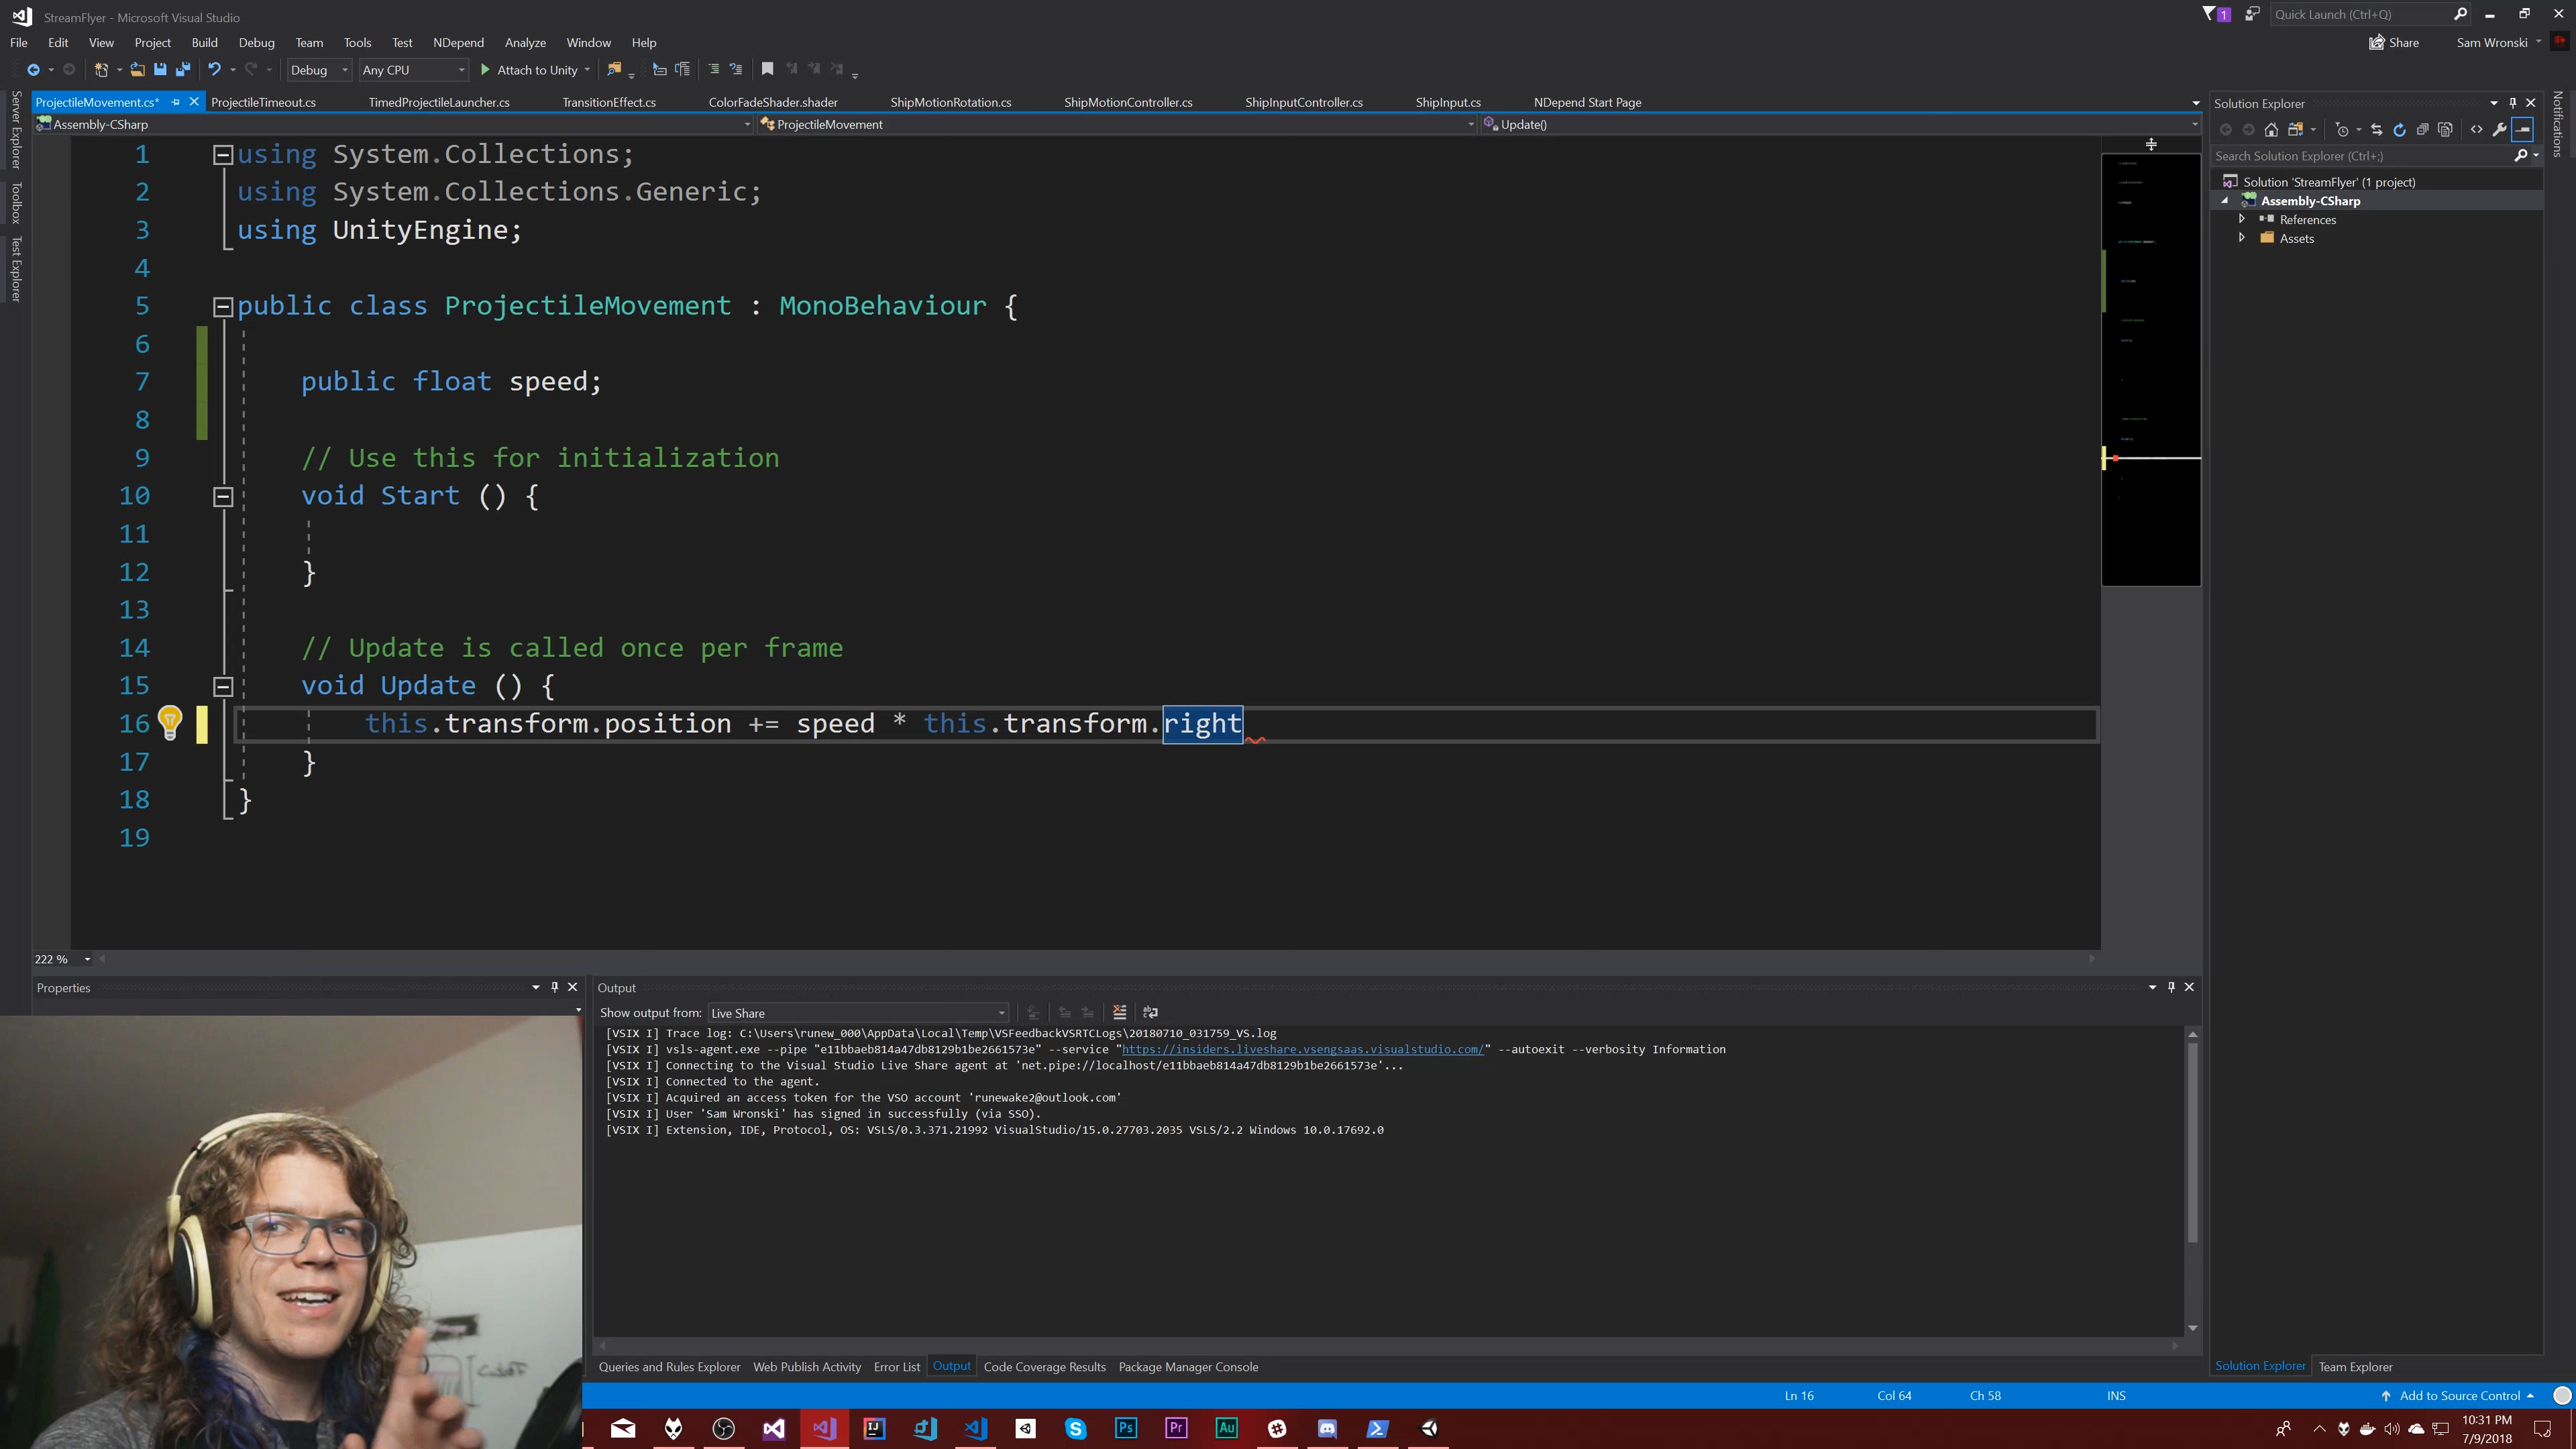 StreamFlyer - Microsoft Visual Studio
1
Quick Launch (Ctrl+Q)
File Edit View Project Build Debug Team Tools Test NDepend Analyze Window Help
Share
Sam Wronski
Debug
Any CPU
Attach to Unity
Server Explorer
Toolbox
Test Explorer
Notifications
ProjectileMovement.cs*
ProjectileTimeout.cs
TimedProjectileLauncher.cs
TransitionEffect.cs
ColorFadeShader.shader
ShipMotionRotation.cs
ShipMotionController.cs
ShipInputController.cs
ShipInput.cs
NDepend Start Page
Assembly-CSharp
ProjectileMovement
Update()
1 using System.Collections;
2 using System.Collections.Generic;
3 using UnityEngine;
4
5 public class ProjectileMovement : MonoBehaviour {
6
7 public float speed;
8
9 // Use this for initialization
10 void Start () {
11
12 }
13
14 // Update is called once per frame
15 void Update () {
16 this.transform.position += speed * this.transform.right
17 }
18 }
19
222 %
Solution Explorer
Search Solution Explorer (Ctrl+;)
Solution 'StreamFlyer' (1 project)
Assembly-CSharp
References
Assets
Properties
Output
Show output from: Live Share
[VSIX I] Trace log: C:\Users\runew_000\AppData\Local\Temp\VSFeedbackVSRTCLogs\20180710_031759_VS.log
[VSIX I] vsls-agent.exe --pipe "e11bbaeb814a47db8129b1be2661573e" --service "https://insiders.liveshare.vsengsaas.visualstudio.com/" --autoexit --verbosity Information
[VSIX I] Connecting to the Visual Studio Live Share agent at 'net.pipe://localhost/e11bbaeb814a47db8129b1be2661573e'...
[VSIX I] Connected to the agent.
[VSIX I] Acquired an access token for the VSO account 'runewake2@outlook.com'
[VSIX I] User 'Sam Wronski' has signed in successfully (via SSO).
[VSIX I] Extension, IDE, Protocol, OS: VSLS/0.3.371.21992 VisualStudio/15.0.27703.2035 VSLS/2.2 Windows 10.0.17692.0
Queries and Rules Explorer Web Publish Activity Error List Output Code Coverage Results Package Manager Console
Solution Explorer Team Explorer
Ln 16 Col 64 Ch 58 INS
Add to Source Control
IJ
Ps
Pr
Au
10:31 PM
7/9/2018